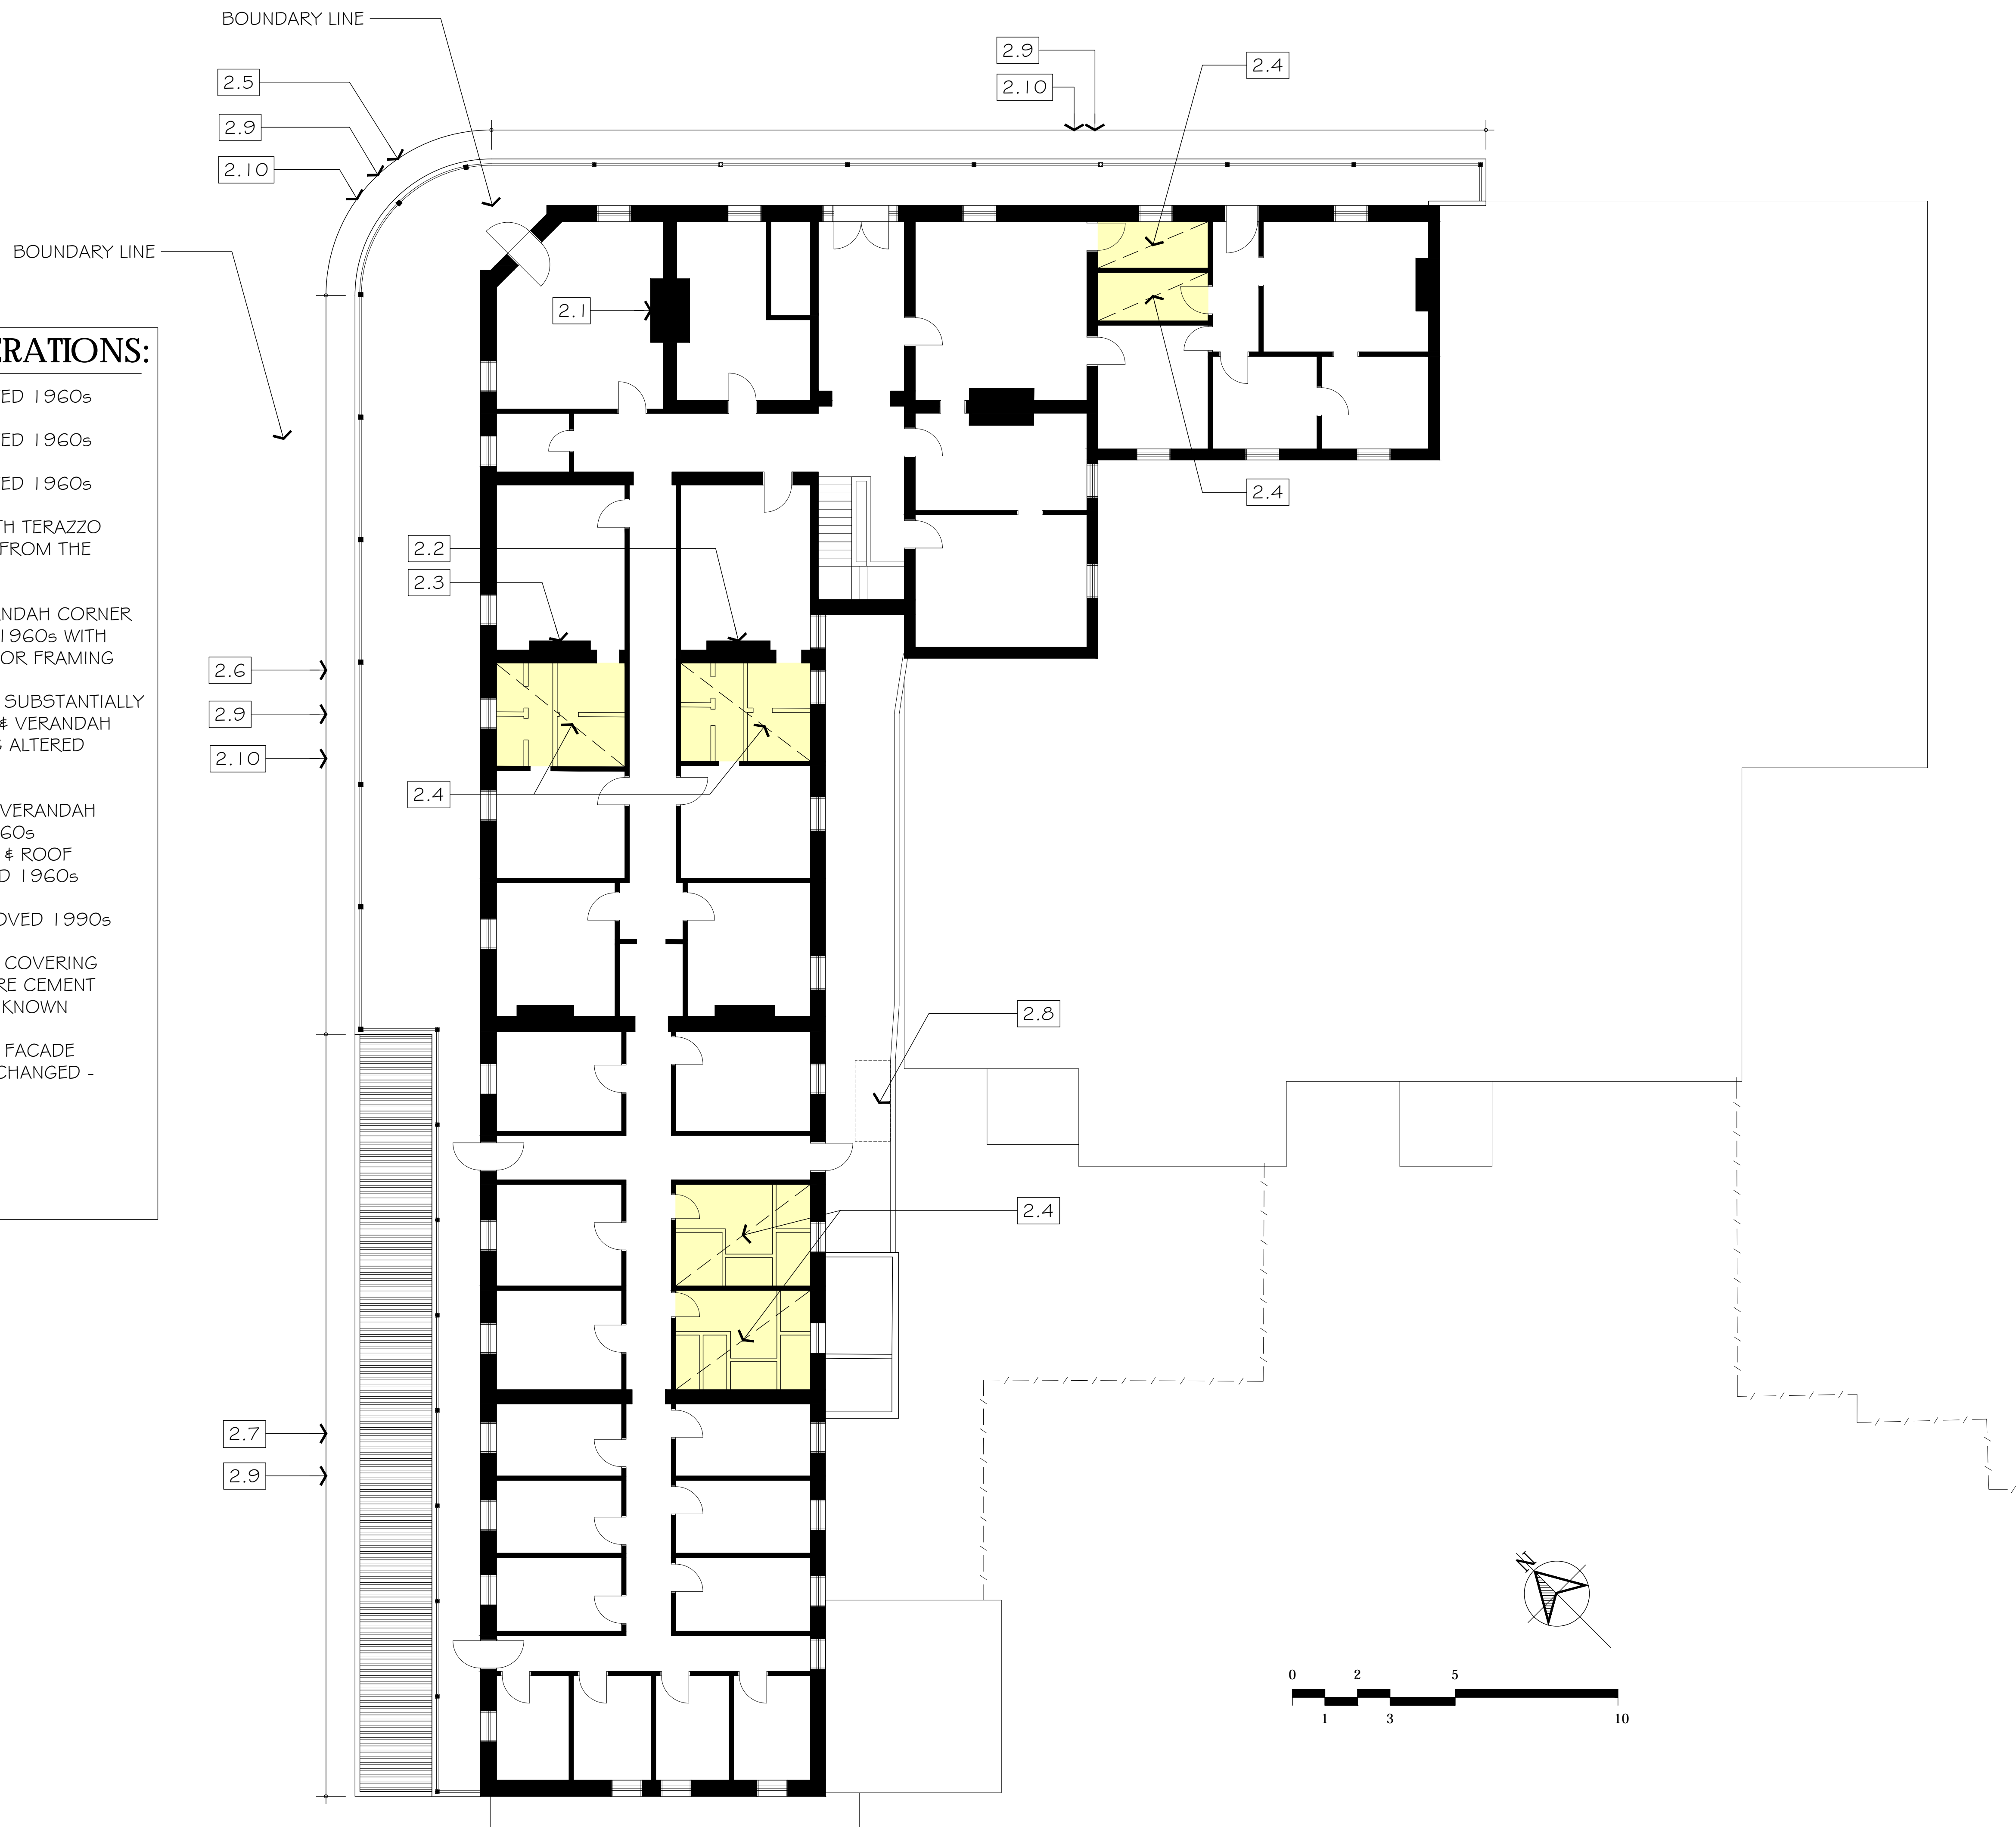 BOUNDARY LINE
2.9
2.4
2.5
2.10
2.9
2.10
BOUNDARY LINE
2.1
ERATIONS:
ED 1960s
ED 1960s
ED 1960s
TH TERAZZO
FROM THE
NDAH CORNER
1960s WITH
OR FRAMING
SUBSTANTIALLY
& VERANDAH
ALTERED
VERANDAH
60s
& ROOF
D 1960s
OVED 1990s
COVERING
RE CEMENT
KNOWN
FACADE
CHANGED -
2.4
2.2
2.3
2.6
2.9
2.10
2.4
2.8
2.4
2.7
2.9
N
0 2 5
1 3 10